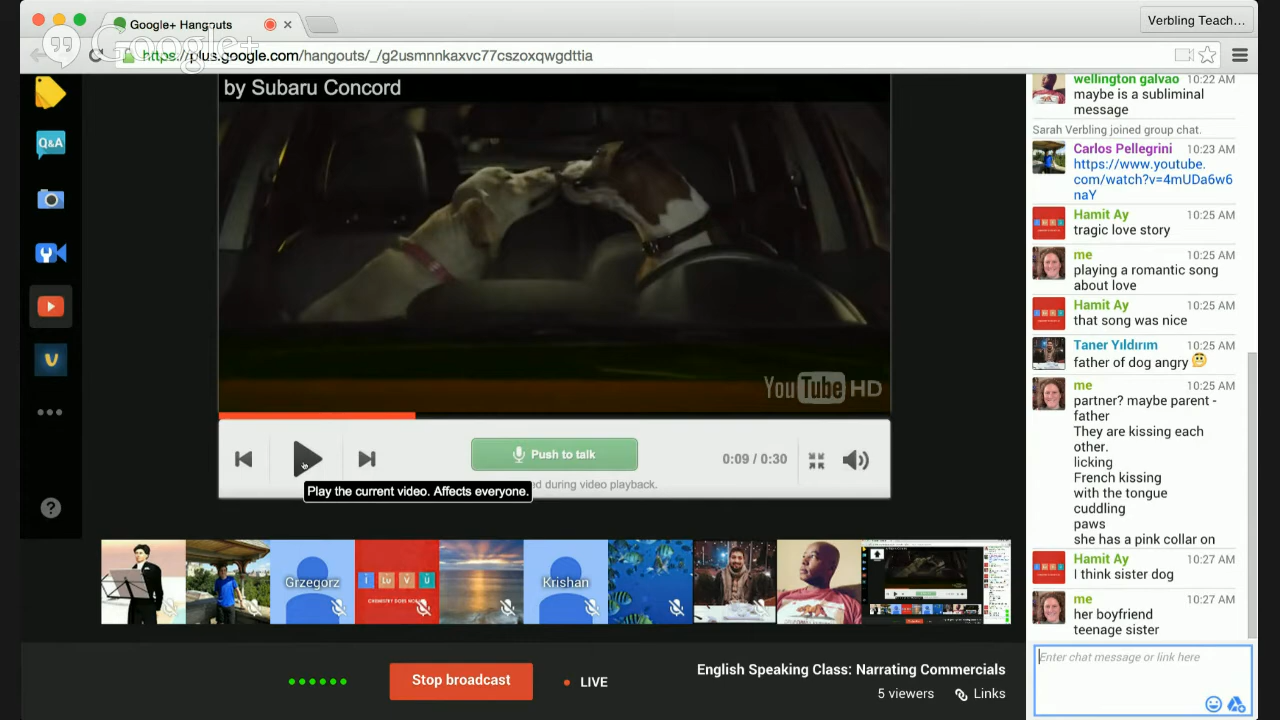 Google+ Hangouts
Verbling Teach...
Google+
https://plus.google.com/hangouts/_/g2usmnnkaxvc77cszoxqvgdttia
by Subaru Concord
Q&A
YouTube HD
Push to talk
0:09 / 0:30
ed during video playback.
Play the current video. Affects everyone.
Grzegorz
I LU V U
Krishan
Stop broadcast
LIVE
English Speaking Class: Narrating Commercials
5 viewers
Links
wellington galvao 10:22 AM
maybe is a subliminal
message
Sarah Verbling joined group chat.
Carlos Pellegrini 10:23 AM
https://www.youtube.
com/watch?v=4mUDa6w6
naY
Hamit Ay 10:25 AM
tragic love story
me 10:25 AM
playing a romantic song
about love
Hamit Ay 10:25 AM
that song was nice
Taner Yıldırım 10:25 AM
father of dog angry
me 10:25 AM
partner? maybe parent -
father
They are kissing each
other.
licking
French kissing
with the tongue
cuddling
paws
she has a pink collar on
Hamit Ay 10:27 AM
I think sister dog
me 10:27 AM
her boyfriend
teenage sister
Enter chat message or link here